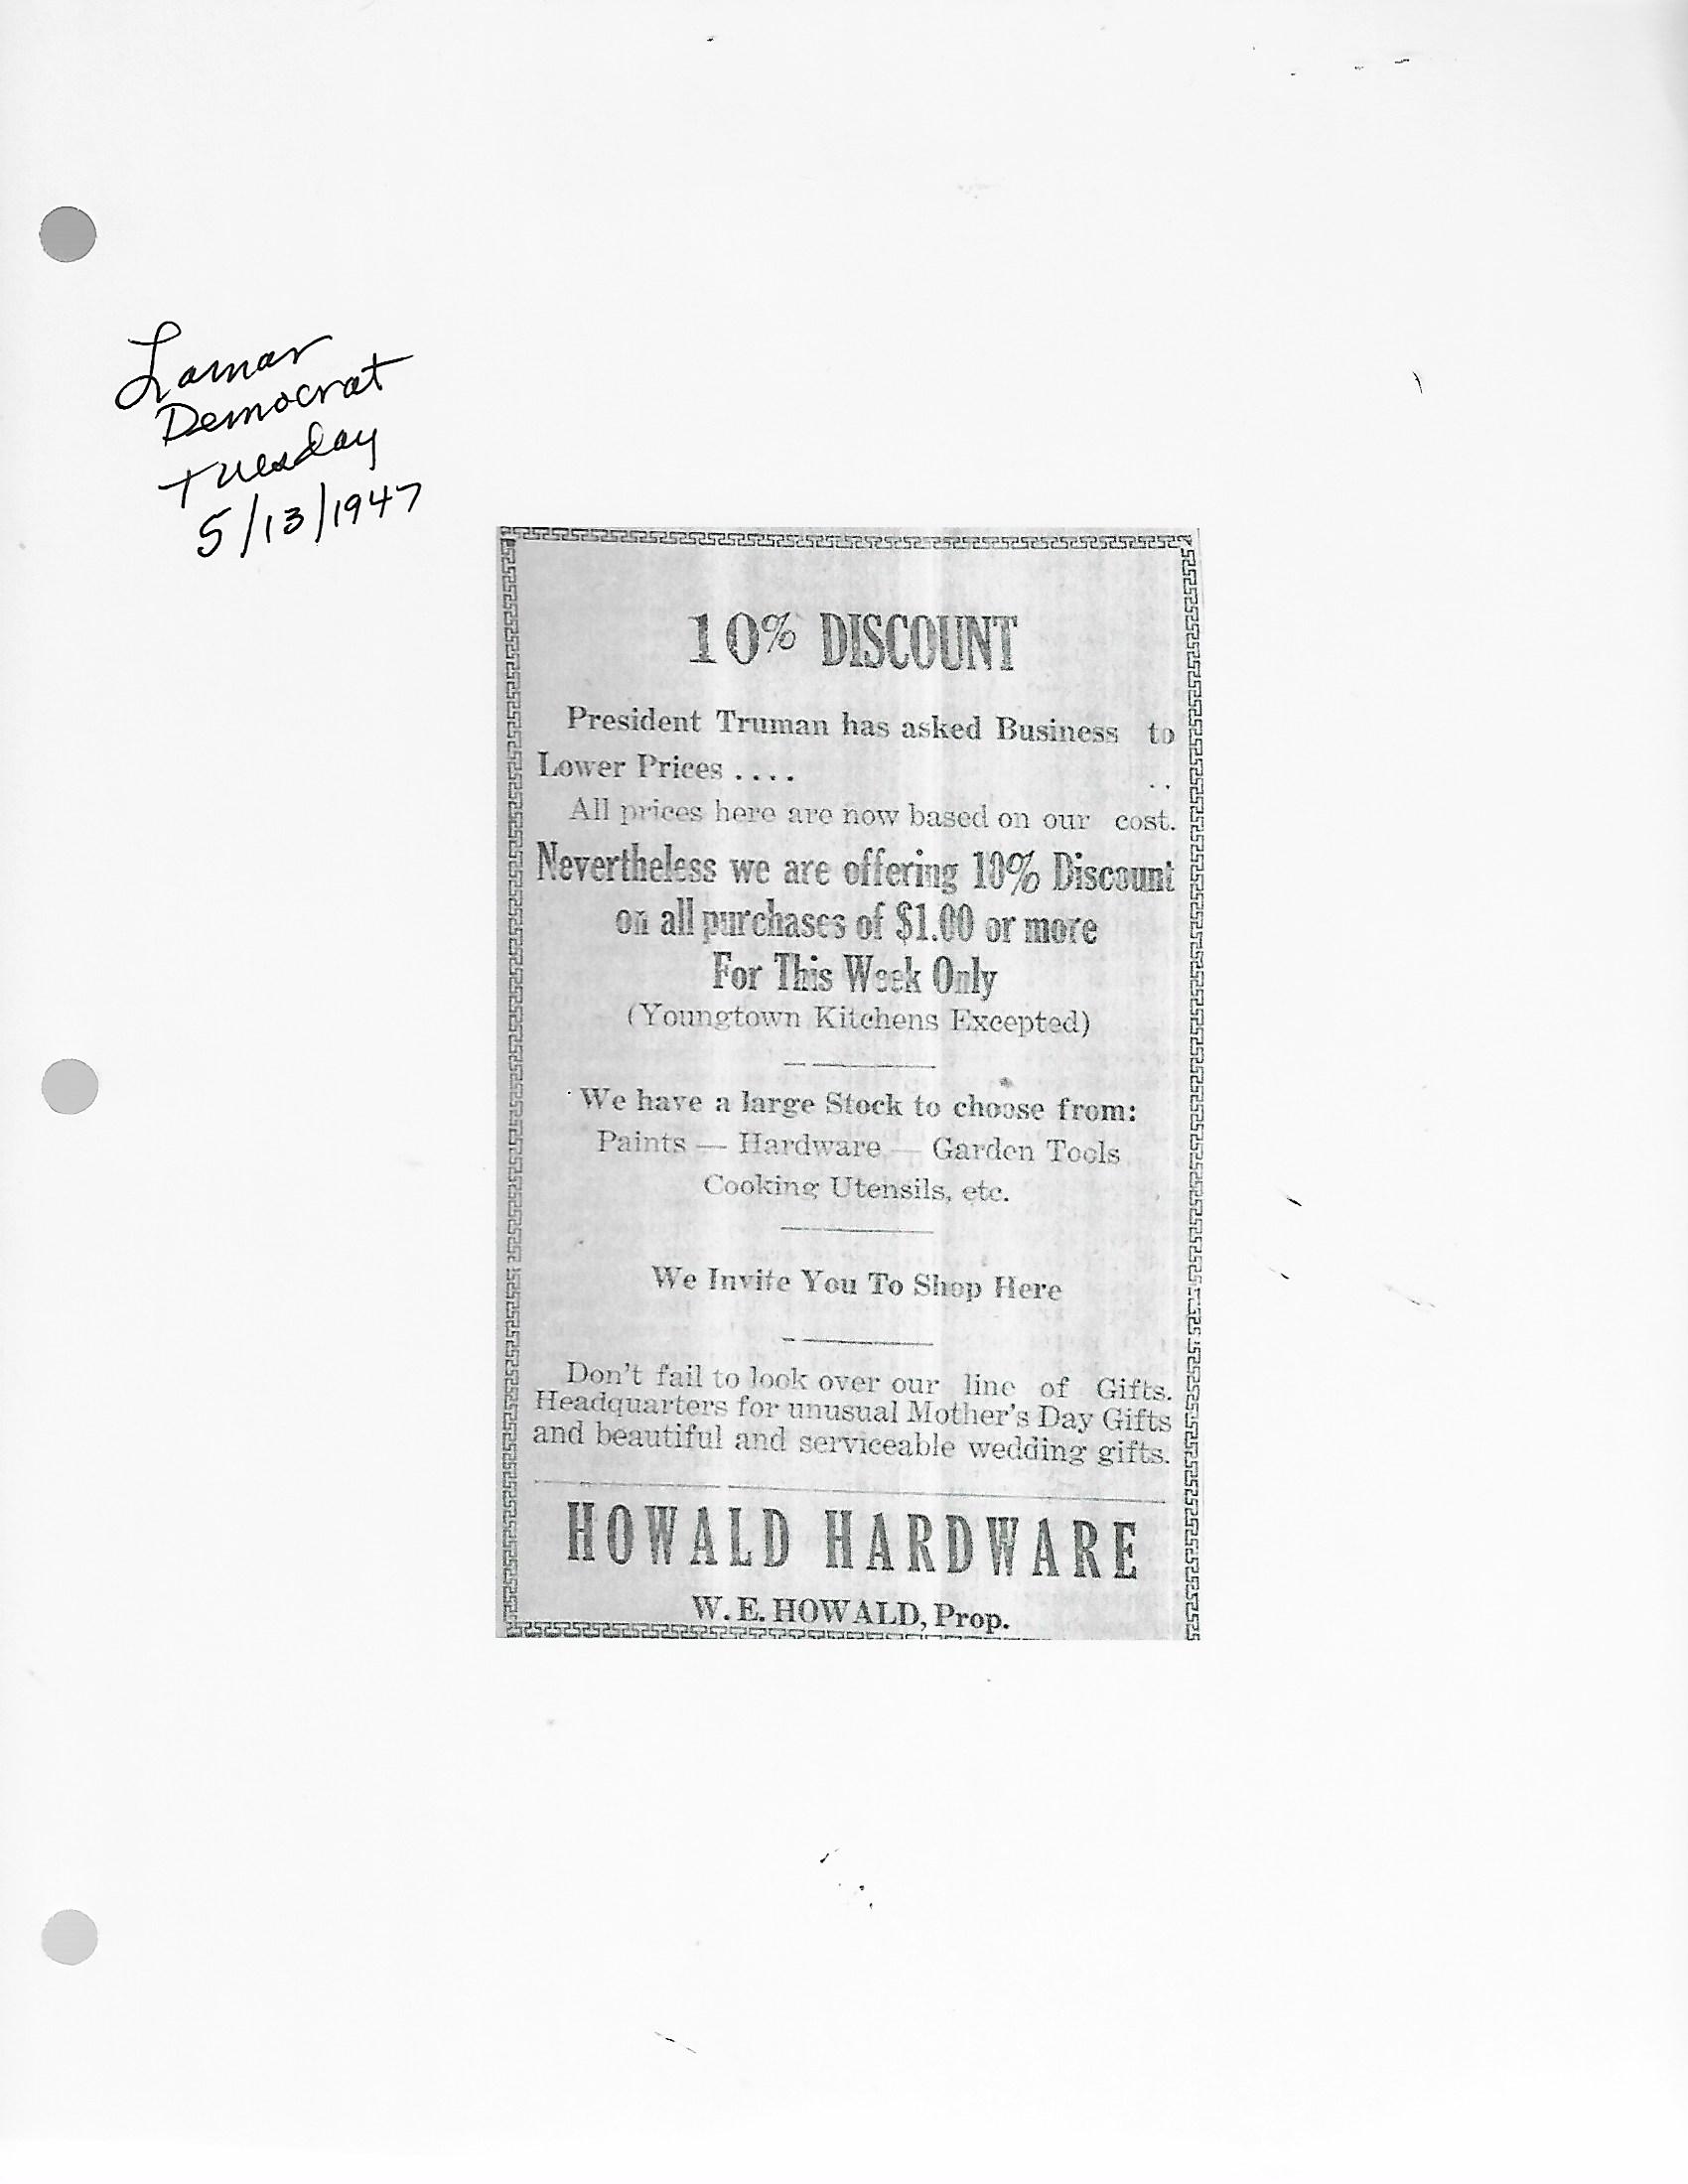 Lamar
Democrat
Tuesday
5/13/1947
10% DISCOUNT
President Truman has asked Business to
Lower Prices .... ..
All prices here are now based on our cost.
Nevertheless we are offering 10% Discount
on all purchases of $1.00 or more
For This Week Only
(Youngtown Kitchens Excepted)
We have a large Stock to choose from:
Paints — Hardware — Garden Tools
Cooking Utensils, etc.
We Invite You To Shop Here
Don't fail to look over our line of Gifts.
Headquarters for unusual Mother's Day Gifts
and beautiful and serviceable wedding gifts.
HOWALD HARDWARE
W. E. HOWALD, Prop.